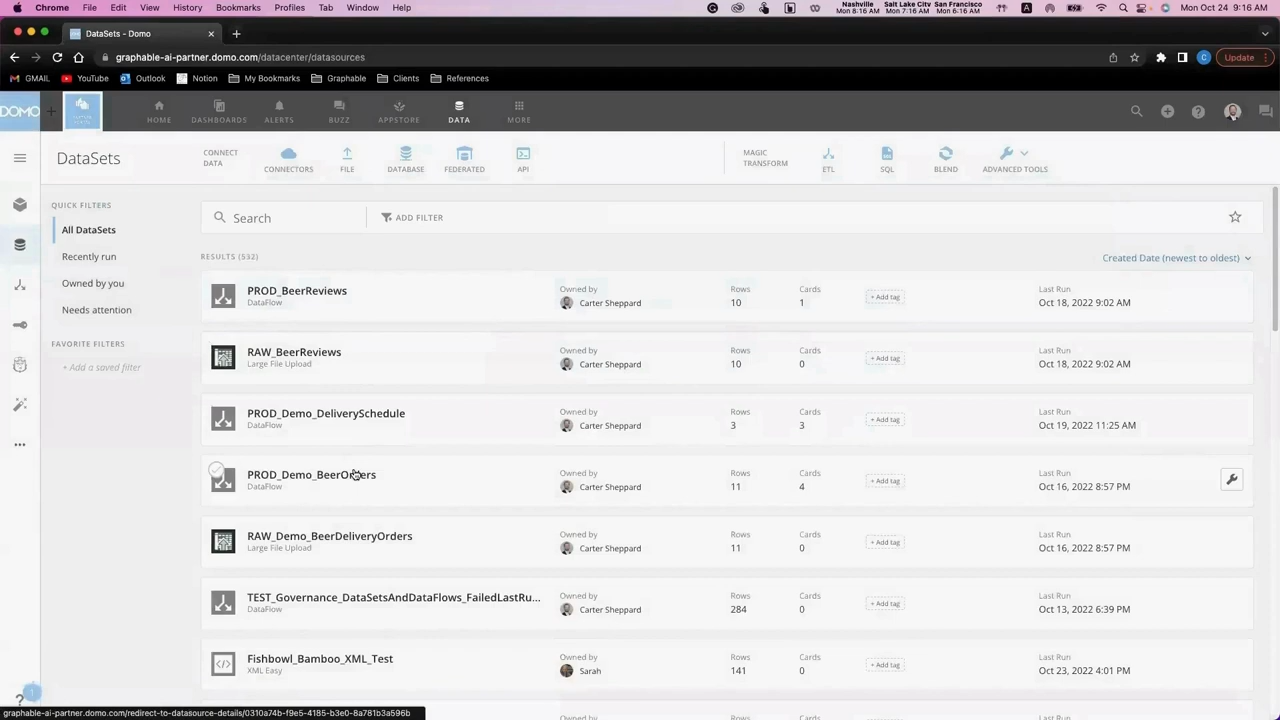 Chrome File Edit View History Bookmarks Profiles Tab Window Help
Nashville Salt Lake City San Francisco
Mon 8:16 AM Mon 7:16 AM Mon 6:16 AM
Mon Oct 24 9:16 AM
DataSets - Domo
graphable-ai-partner.domo.com/datacenter/datasources
C Update
GMAIL YouTube Outlook Notion My Bookmarks Graphable Clients References
DOMO HOME DASHBOARDS ALERTS BUZZ APPSTORE DATA MORE
DataSets
CONNECT DATA CONNECTORS FILE DATABASE FEDERATED API
MAGIC TRANSFORM ETL SQL BLEND ADVANCED TOOLS
QUICK FILTERS
All DataSets
Recently run
Owned by you
Needs attention
FAVORITE FILTERS
+ Add a saved filter
Search ADD FILTER
RESULTS (532) Created Date (newest to oldest)
PROD_BeerReviews Owned by Rows Cards + Add tag Last Run
DataFlow Carter Sheppard 10 1 Oct 18, 2022 9:02 AM
RAW_BeerReviews Owned by Rows Cards + Add tag Last Run
Large File Upload Carter Sheppard 10 0 Oct 18, 2022 9:02 AM
PROD_Demo_DeliverySchedule Owned by Rows Cards + Add tag Last Run
DataFlow Carter Sheppard 3 3 Oct 19, 2022 11:25 AM
PROD_Demo_BeerOrders Owned by Rows Cards + Add tag Last Run
DataFlow Carter Sheppard 11 4 Oct 16, 2022 8:57 PM
RAW_Demo_BeerDeliveryOrders Owned by Rows Cards + Add tag Last Run
Large File Upload Carter Sheppard 11 0 Oct 16, 2022 8:57 PM
TEST_Governance_DataSetsAndDataFlows_FailedLastRu... Owned by Rows Cards + Add tag Last Run
DataFlow Carter Sheppard 284 0 Oct 13, 2022 6:39 PM
Fishbowl_Bamboo_XML_Test Owned by Rows Cards + Add tag Last Run
XML Easy Sarah 141 0 Oct 23, 2022 4:01 PM
1
graphable-ai-partner.domo.com/redirect-to-datasource-details/0310a74b-f9e5-4185-b3e0-8a781b3a596b